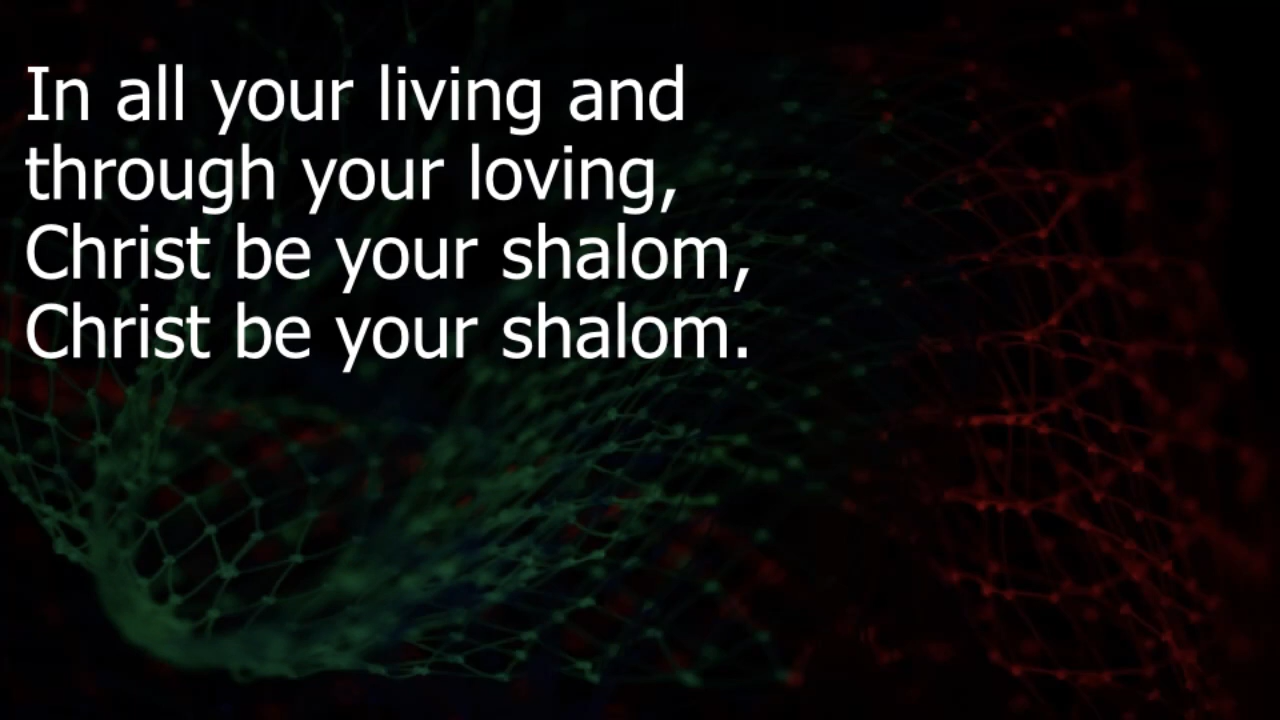 In all your living and
through your loving,
Christ be your shalom,
Christ be your shalom.